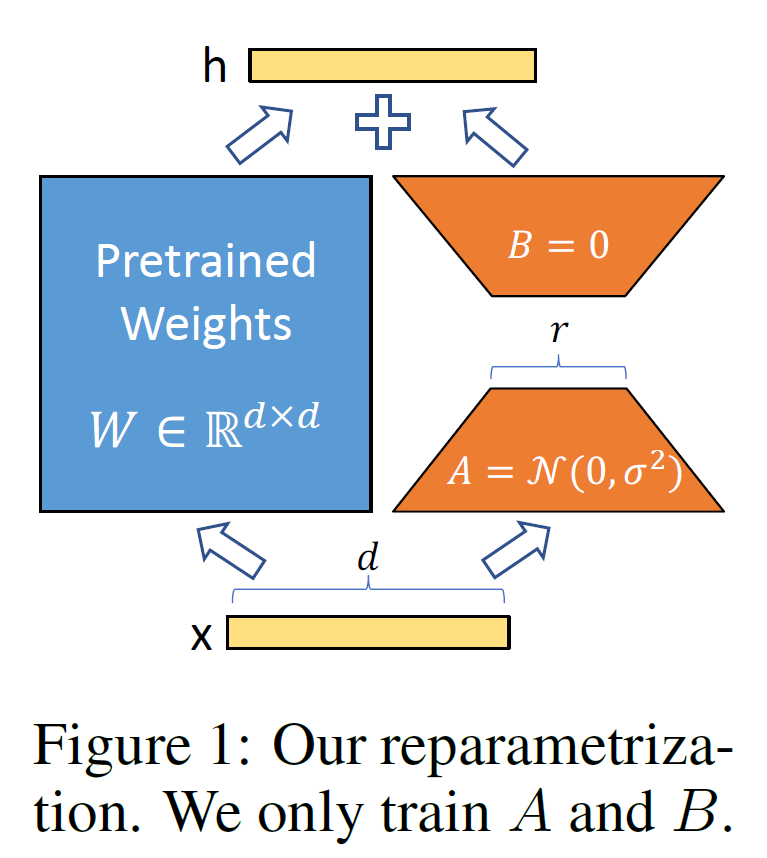 h
Pretrained
Weights
W ∈ ℝ^{d×d}
B = 0
r
A = 𝒩(0, σ²)
d
x
Figure 1: Our reparametriza-
tion. We only train A and B.